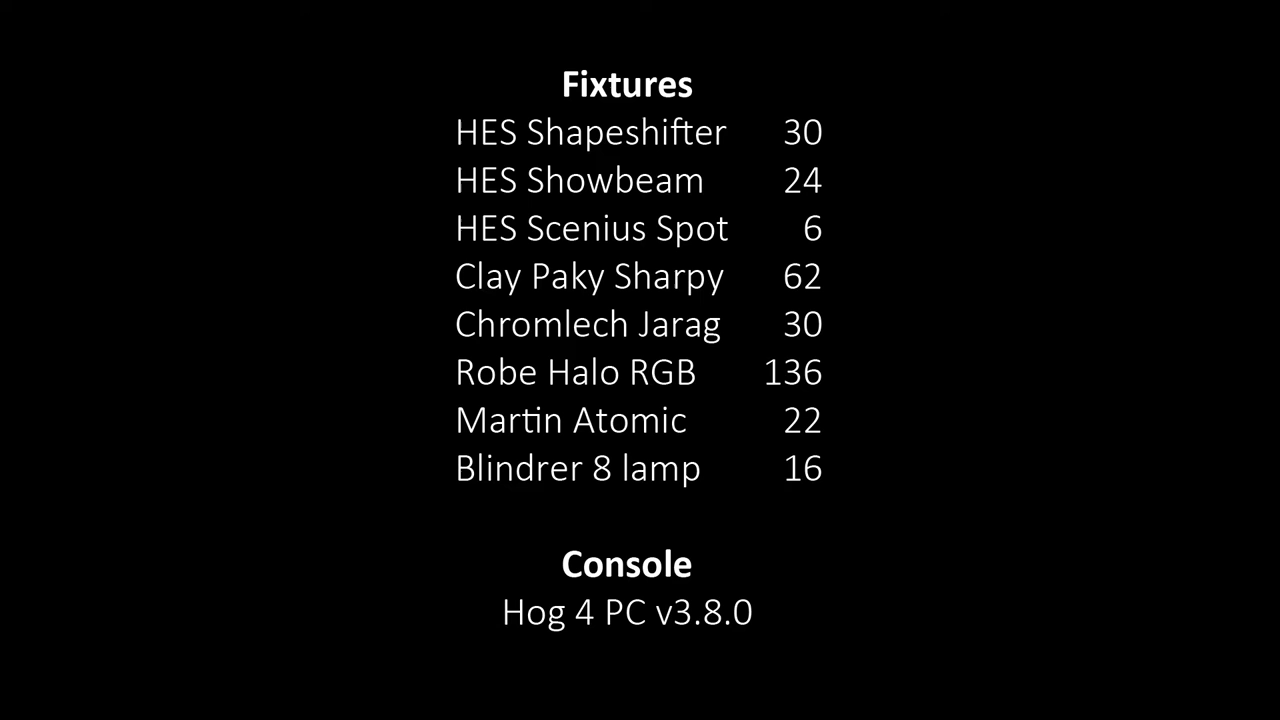 Fixtures
HES Shapeshifter 30
HES Showbeam 24
HES Scenius Spot 6
Clay Paky Sharpy 62
Chromlech Jarag 30
Robe Halo RGB 136
Martin Atomic 22
Blindrer 8 lamp 16
Console
Hog 4 PC v3.8.0